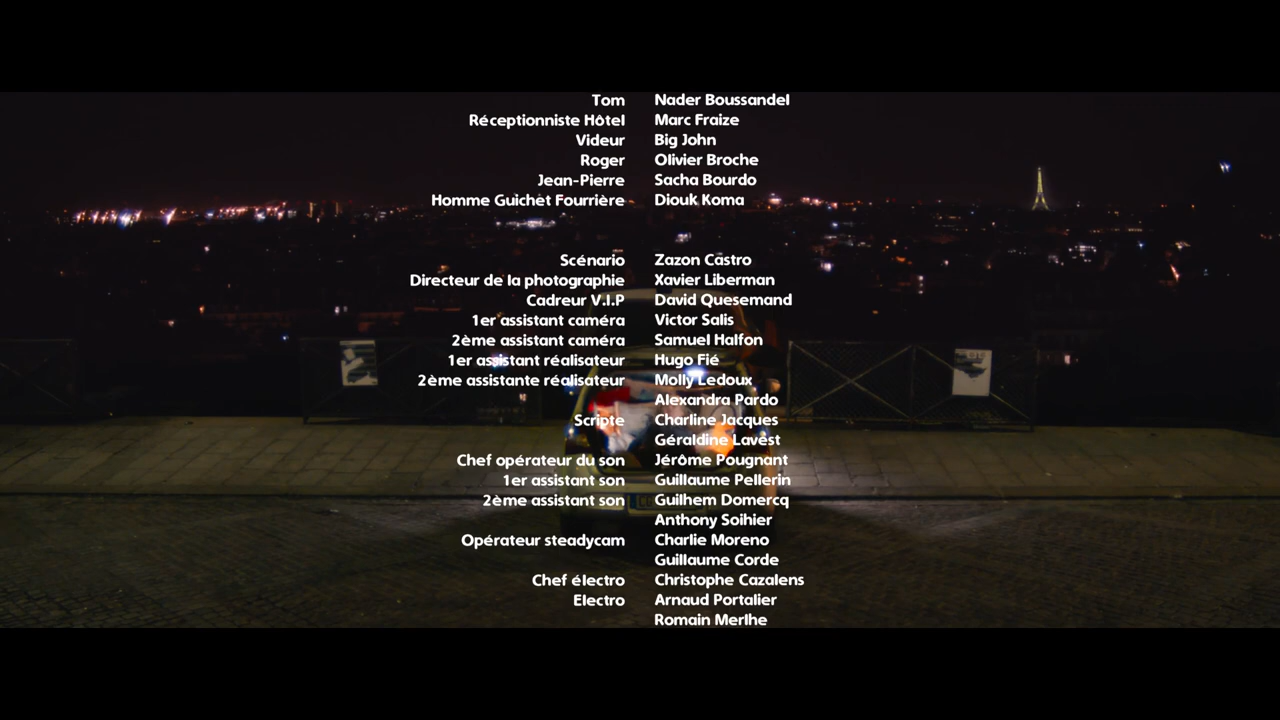 Tom Nader Boussandel
Réceptionniste Hôtel Marc Fraize
Videur Big John
Roger Olivier Broche
Jean-Pierre Sacha Bourdo
Homme Guichet Fourrière Diouk Koma
Scénario Zazon Castro
Directeur de la photographie Xavier Liberman
Cadreur V.I.P David Quesemand
1er assistant caméra Victor Salis
2ème assistant caméra Samuel Halfon
1er assistant réalisateur Hugo Fié
2ème assistante réalisateur Molly Ledoux
Alexandra Pardo
Scripte Charline Jacques
Géraldine Lavest
Chef opérateur du son Jérôme Pougnant
1er assistant son Guillaume Pellerin
2ème assistant son Guilhem Domercq
Anthony Soihier
Opérateur steadycam Charlie Moreno
Guillaume Corde
Chef électro Christophe Cazalens
Electro Arnaud Portalier
Romain Merlhe